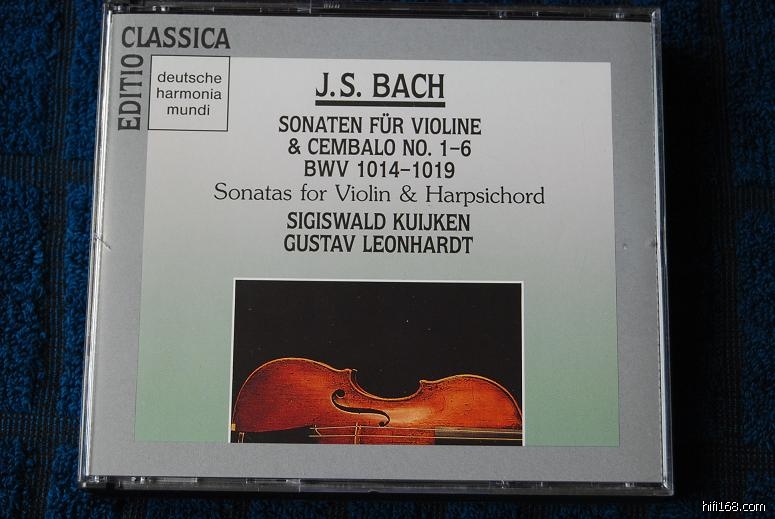 EDITIO CLASSICA
deutsche
harmonia
mundi
J.S. BACH
SONATEN FÜR VIOLINE
& CEMBALO NO. 1–6
BWV 1014–1019
Sonatas for Violin & Harpsichord
SIGISWALD KUIJKEN
GUSTAV LEONHARDT
hifi168.com